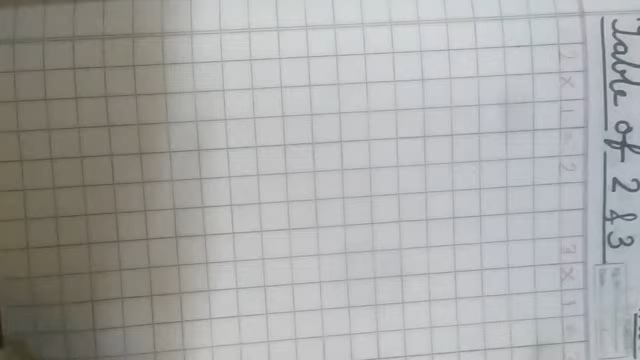 Table of 2 & 3
2 x 1 = 2 3 x 1 =